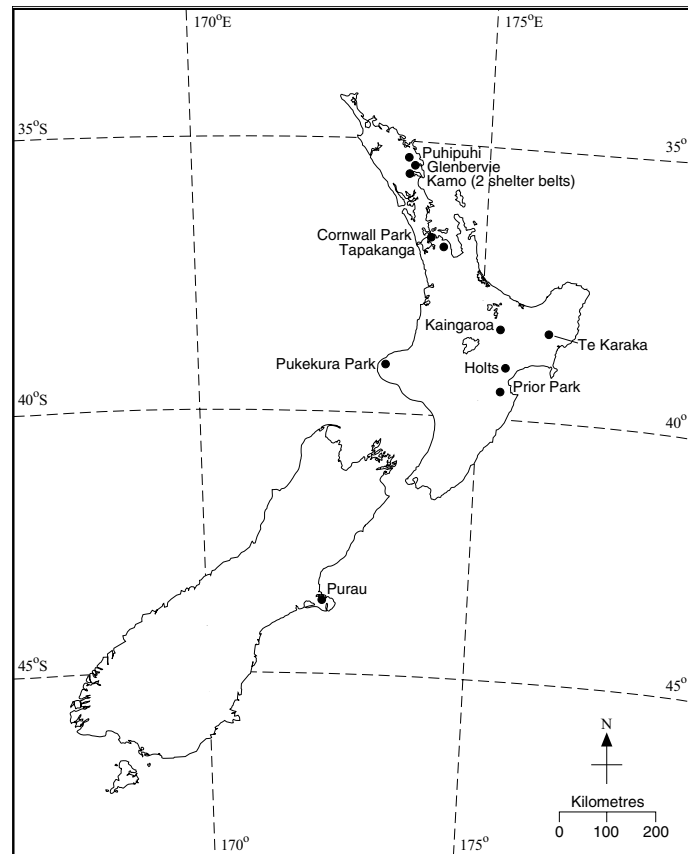 170°E
175°E
35°S
35°
Puhipuhi
Glenbervie
Kamo (2 shelter belts)
Cornwall Park
Tapakanga
Kaingaroa
Te Karaka
Pukekura Park
Holts
Prior Park
40°S
40°
Purau
45°S
45°
N
Kilometres
0 100 200
170°
175°